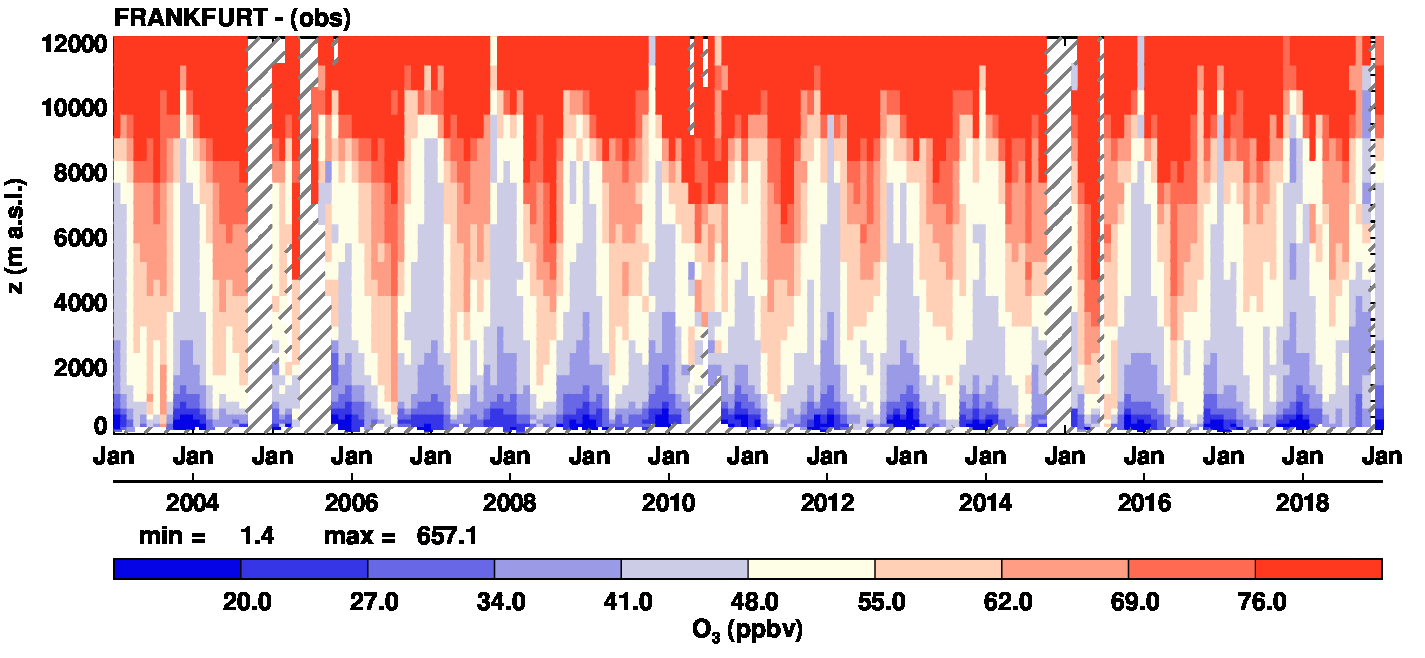 FRANKFURT - (obs)
12000
10000
8000
6000
4000
2000
0
z (m a.s.l.)
Jan Jan Jan Jan Jan Jan Jan Jan Jan Jan Jan Jan Jan Jan Jan Jan Jan
2004 2006 2008 2010 2012 2014 2016 2018
min = 1.4 max = 657.1
20.0 27.0 34.0 41.0 48.0 55.0 62.0 69.0 76.0
O₃ (ppbv)